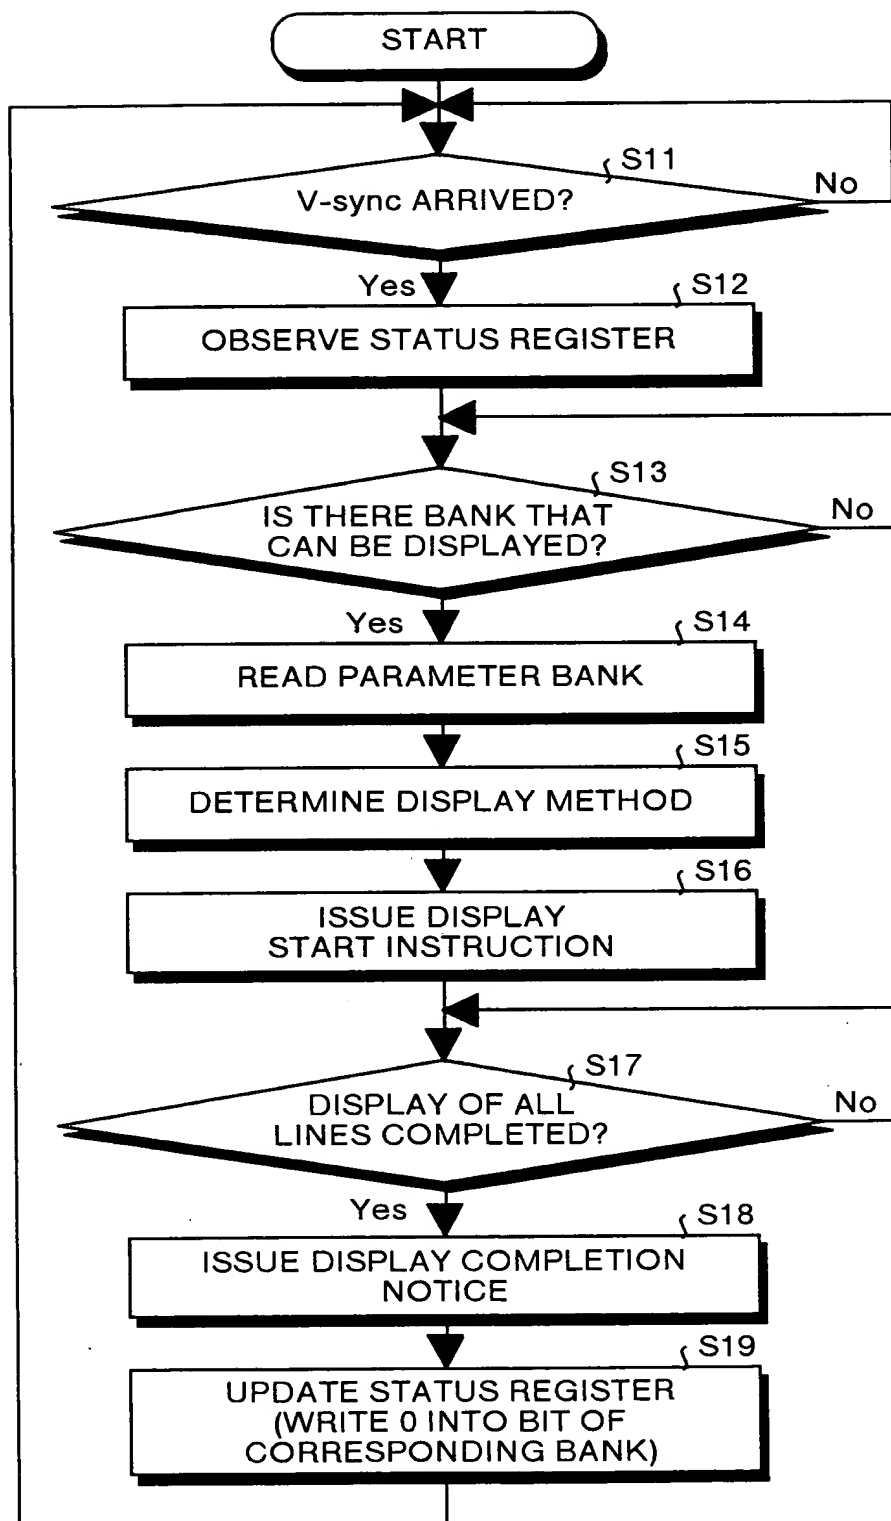 START
S11
V-sync ARRIVED?
No
Yes
S12
OBSERVE STATUS REGISTER
S13
IS THERE BANK THAT
CAN BE DISPLAYED?
No
Yes
S14
READ PARAMETER BANK
S15
DETERMINE DISPLAY METHOD
S16
ISSUE DISPLAY
START INSTRUCTION
S17
DISPLAY OF ALL
LINES COMPLETED?
No
Yes
S18
ISSUE DISPLAY COMPLETION
NOTICE
S19
UPDATE STATUS REGISTER
(WRITE 0 INTO BIT OF
CORRESPONDING BANK)